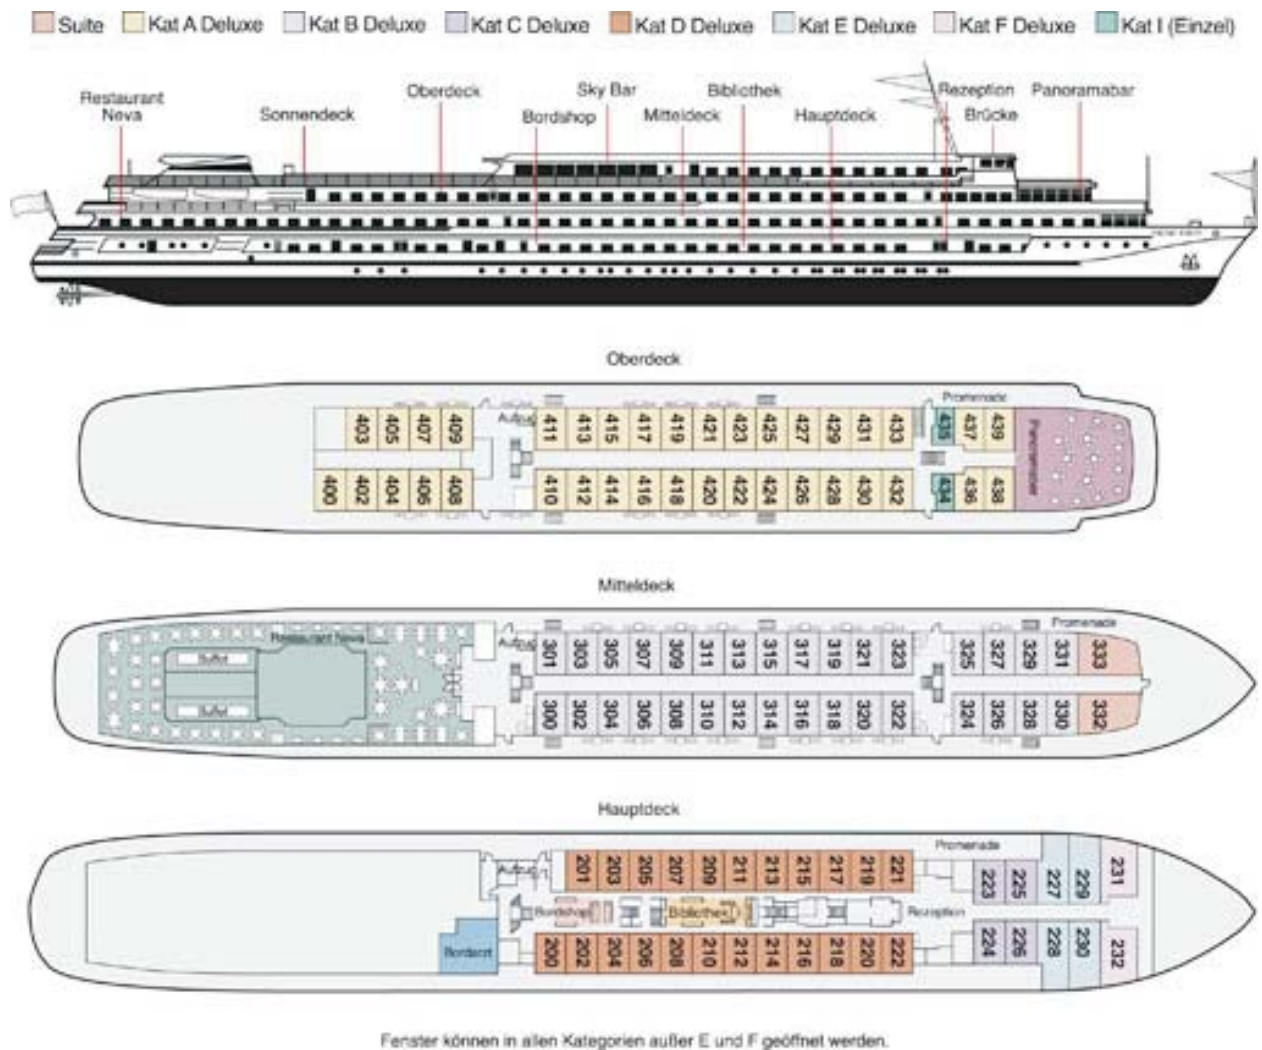 Suite Kat A Deluxe Kat B Deluxe Kat C Deluxe Kat D Deluxe Kat E Deluxe Kat F Deluxe Kat I (Einzel)
Restaurant
Neva
Sonnendeck
Oberdeck
Bordshop
Sky Bar
Mitteldeck
Bibliothek
Hauptdeck
Rezeption
Brücke
Panoramabar
Oberdeck
Promenade
Aufzug
403 405 407 409 411 413 415 417 419 421 423 425 427 429 431 433 435 437 439
Panoramabar
400 402 404 406 408 410 412 414 416 418 420 422 424 426 428 430 432 434 436 438
Mitteldeck
Promenade
Restaurant Neva
Aufzug
Buffet
Buffet
301 303 305 307 309 311 313 315 317 319 321 323 325 327 329 331 333
300 302 304 306 308 310 312 314 316 318 320 322 324 326 328 330 332
Hauptdeck
Promenade
Aufzug
201 203 205 207 209 211 213 215 217 219 221 223 225 227 229 231
Bordshop
Bibliothek
Rezeption
Bordarzt
200 202 204 206 208 210 212 214 216 218 220 222 224 226 228 230 232
Fenster können in allen Kategorien außer E und F geöffnet werden.